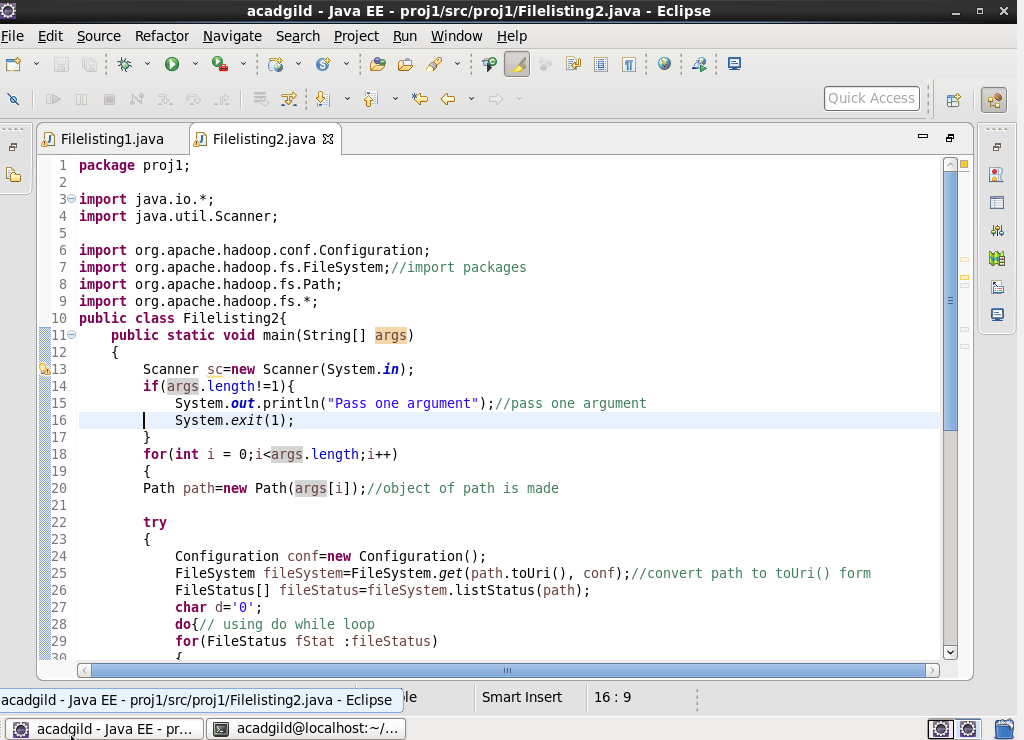 acadgild - Java EE - proj1/src/proj1/Filelisting2.java - Eclipse
File Edit Source Refactor Navigate Search Project Run Window Help
Quick Access
Filelisting1.java Filelisting2.java
1 package proj1;
2
3 import java.io.*;
4 import java.util.Scanner;
5
6 import org.apache.hadoop.conf.Configuration;
7 import org.apache.hadoop.fs.FileSystem;//import packages
8 import org.apache.hadoop.fs.Path;
9 import org.apache.hadoop.fs.*;
10 public class Filelisting2{
11 public static void main(String[] args)
12 {
13 Scanner sc=new Scanner(System.in);
14 if(args.length!=1){
15 System.out.println("Pass one argument");//pass one argument
16 System.exit(1);
17 }
18 for(int i = 0;i<args.length;i++)
19 {
20 Path path=new Path(args[i]);//object of path is made
21
22 try
23 {
24 Configuration conf=new Configuration();
25 FileSystem fileSystem=FileSystem.get(path.toUri(), conf);//convert path to toUri() form
26 FileStatus[] fileStatus=fileSystem.listStatus(path);
27 char d='0';
28 do{// using do while loop
29 for(FileStatus fStat :fileStatus)
30 {
acadgild - Java EE - proj1/src/proj1/Filelisting2.java - Eclipse
Smart Insert 16 : 9
acadgild - Java EE - pr... acadgild@localhost:~/...